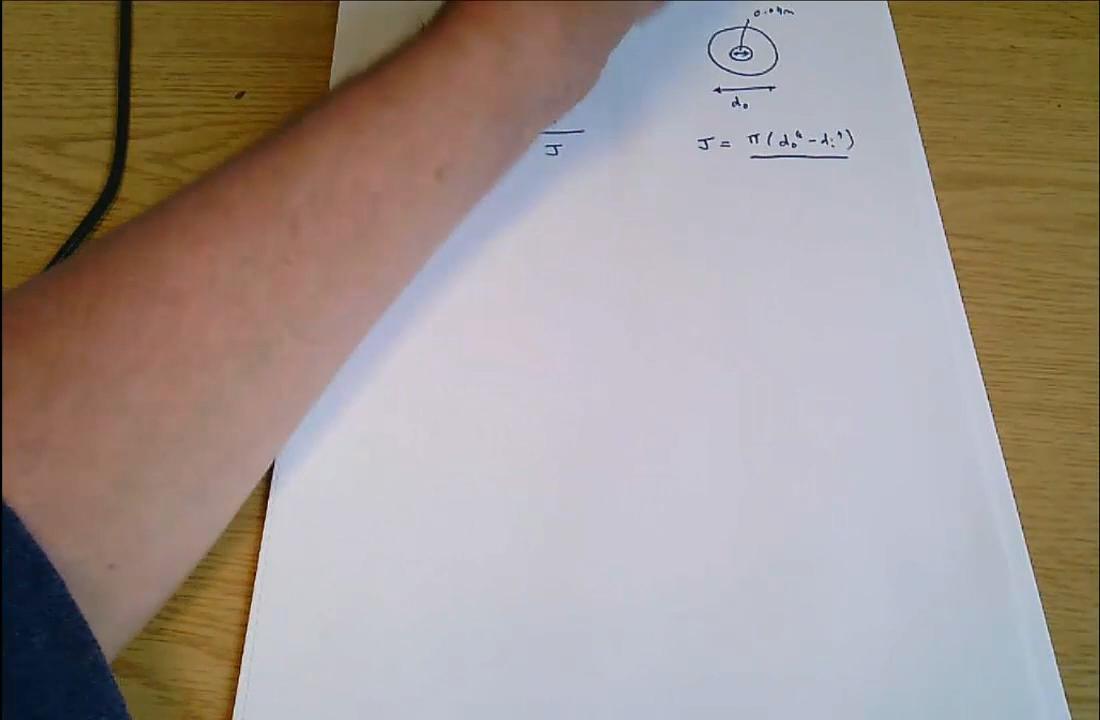 0.04m
d₀
J
J = π(d₀⁴ - dᵢ⁴)